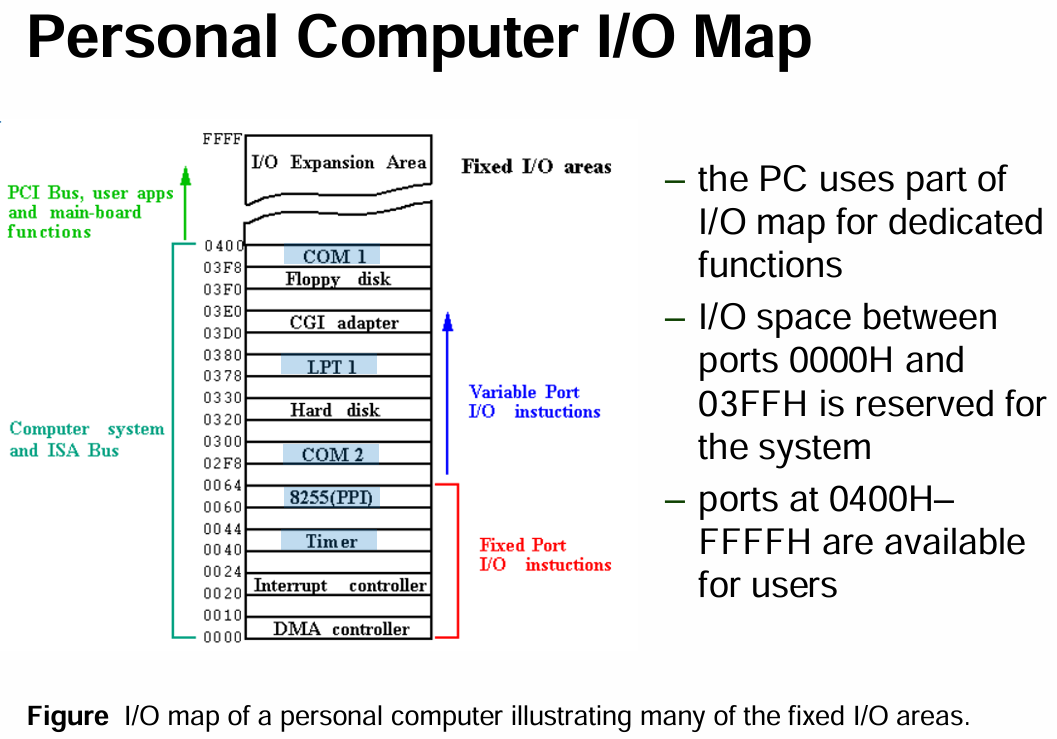 Personal Computer I/O Map
FFFF
I/O Expansion Area
Fixed I/O areas
PCI Bus, user apps
and main-board
functions
0400
COM 1
03F8
Floppy disk
03F0
03E0
CGI adapter
03D0
0380
LPT 1
0378
0330
Hard disk
0320
0300
COM 2
02F8
0064
8255(PPI)
0060
0044
Timer
0040
0024
Interrupt controller
0020
0010
DMA controller
0000
Computer system
and ISA Bus
Variable Port
I/O instuctions
Fixed Port
I/O instuctions
– the PC uses part of
I/O map for dedicated
functions
– I/O space between
ports 0000H and
03FFH is reserved for
the system
– ports at 0400H–
FFFFH are available
for users
Figure I/O map of a personal computer illustrating many of the fixed I/O areas.